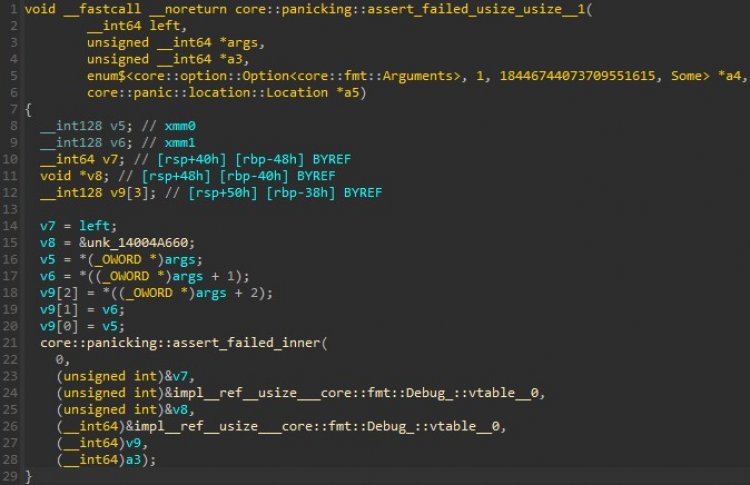 1 void __fastcall __noreturn core::panicking::assert_failed_usize_usize__1(
2 __int64 left,
3 unsigned __int64 *args,
4 unsigned __int64 *a3,
5 enum$<core::option::Option<core::fmt::Arguments>, 1, 18446744073709551615, Some> *a4,
6 core::panic::location::Location *a5)
7 {
8 __int128 v5; // xmm0
9 __int128 v6; // xmm1
10 __int64 v7; // [rsp+40h] [rbp-48h] BYREF
11 void *v8; // [rsp+48h] [rbp-40h] BYREF
12 __int128 v9[3]; // [rsp+50h] [rbp-38h] BYREF
13
14 v7 = left;
15 v8 = &unk_14004A660;
16 v5 = *(_OWORD *)args;
17 v6 = *((_OWORD *)args + 1);
18 v9[2] = *((_OWORD *)args + 2);
19 v9[1] = v6;
20 v9[0] = v5;
21 core::panicking::assert_failed_inner(
22 0,
23 (unsigned int)&v7,
24 (unsigned int)&impl__ref__usize___core::fmt::Debug_::vtable__0,
25 (unsigned int)&v8,
26 (__int64)&impl__ref__usize___core::fmt::Debug_::vtable__0,
27 (__int64)v9,
28 (__int64)a3);
29 }